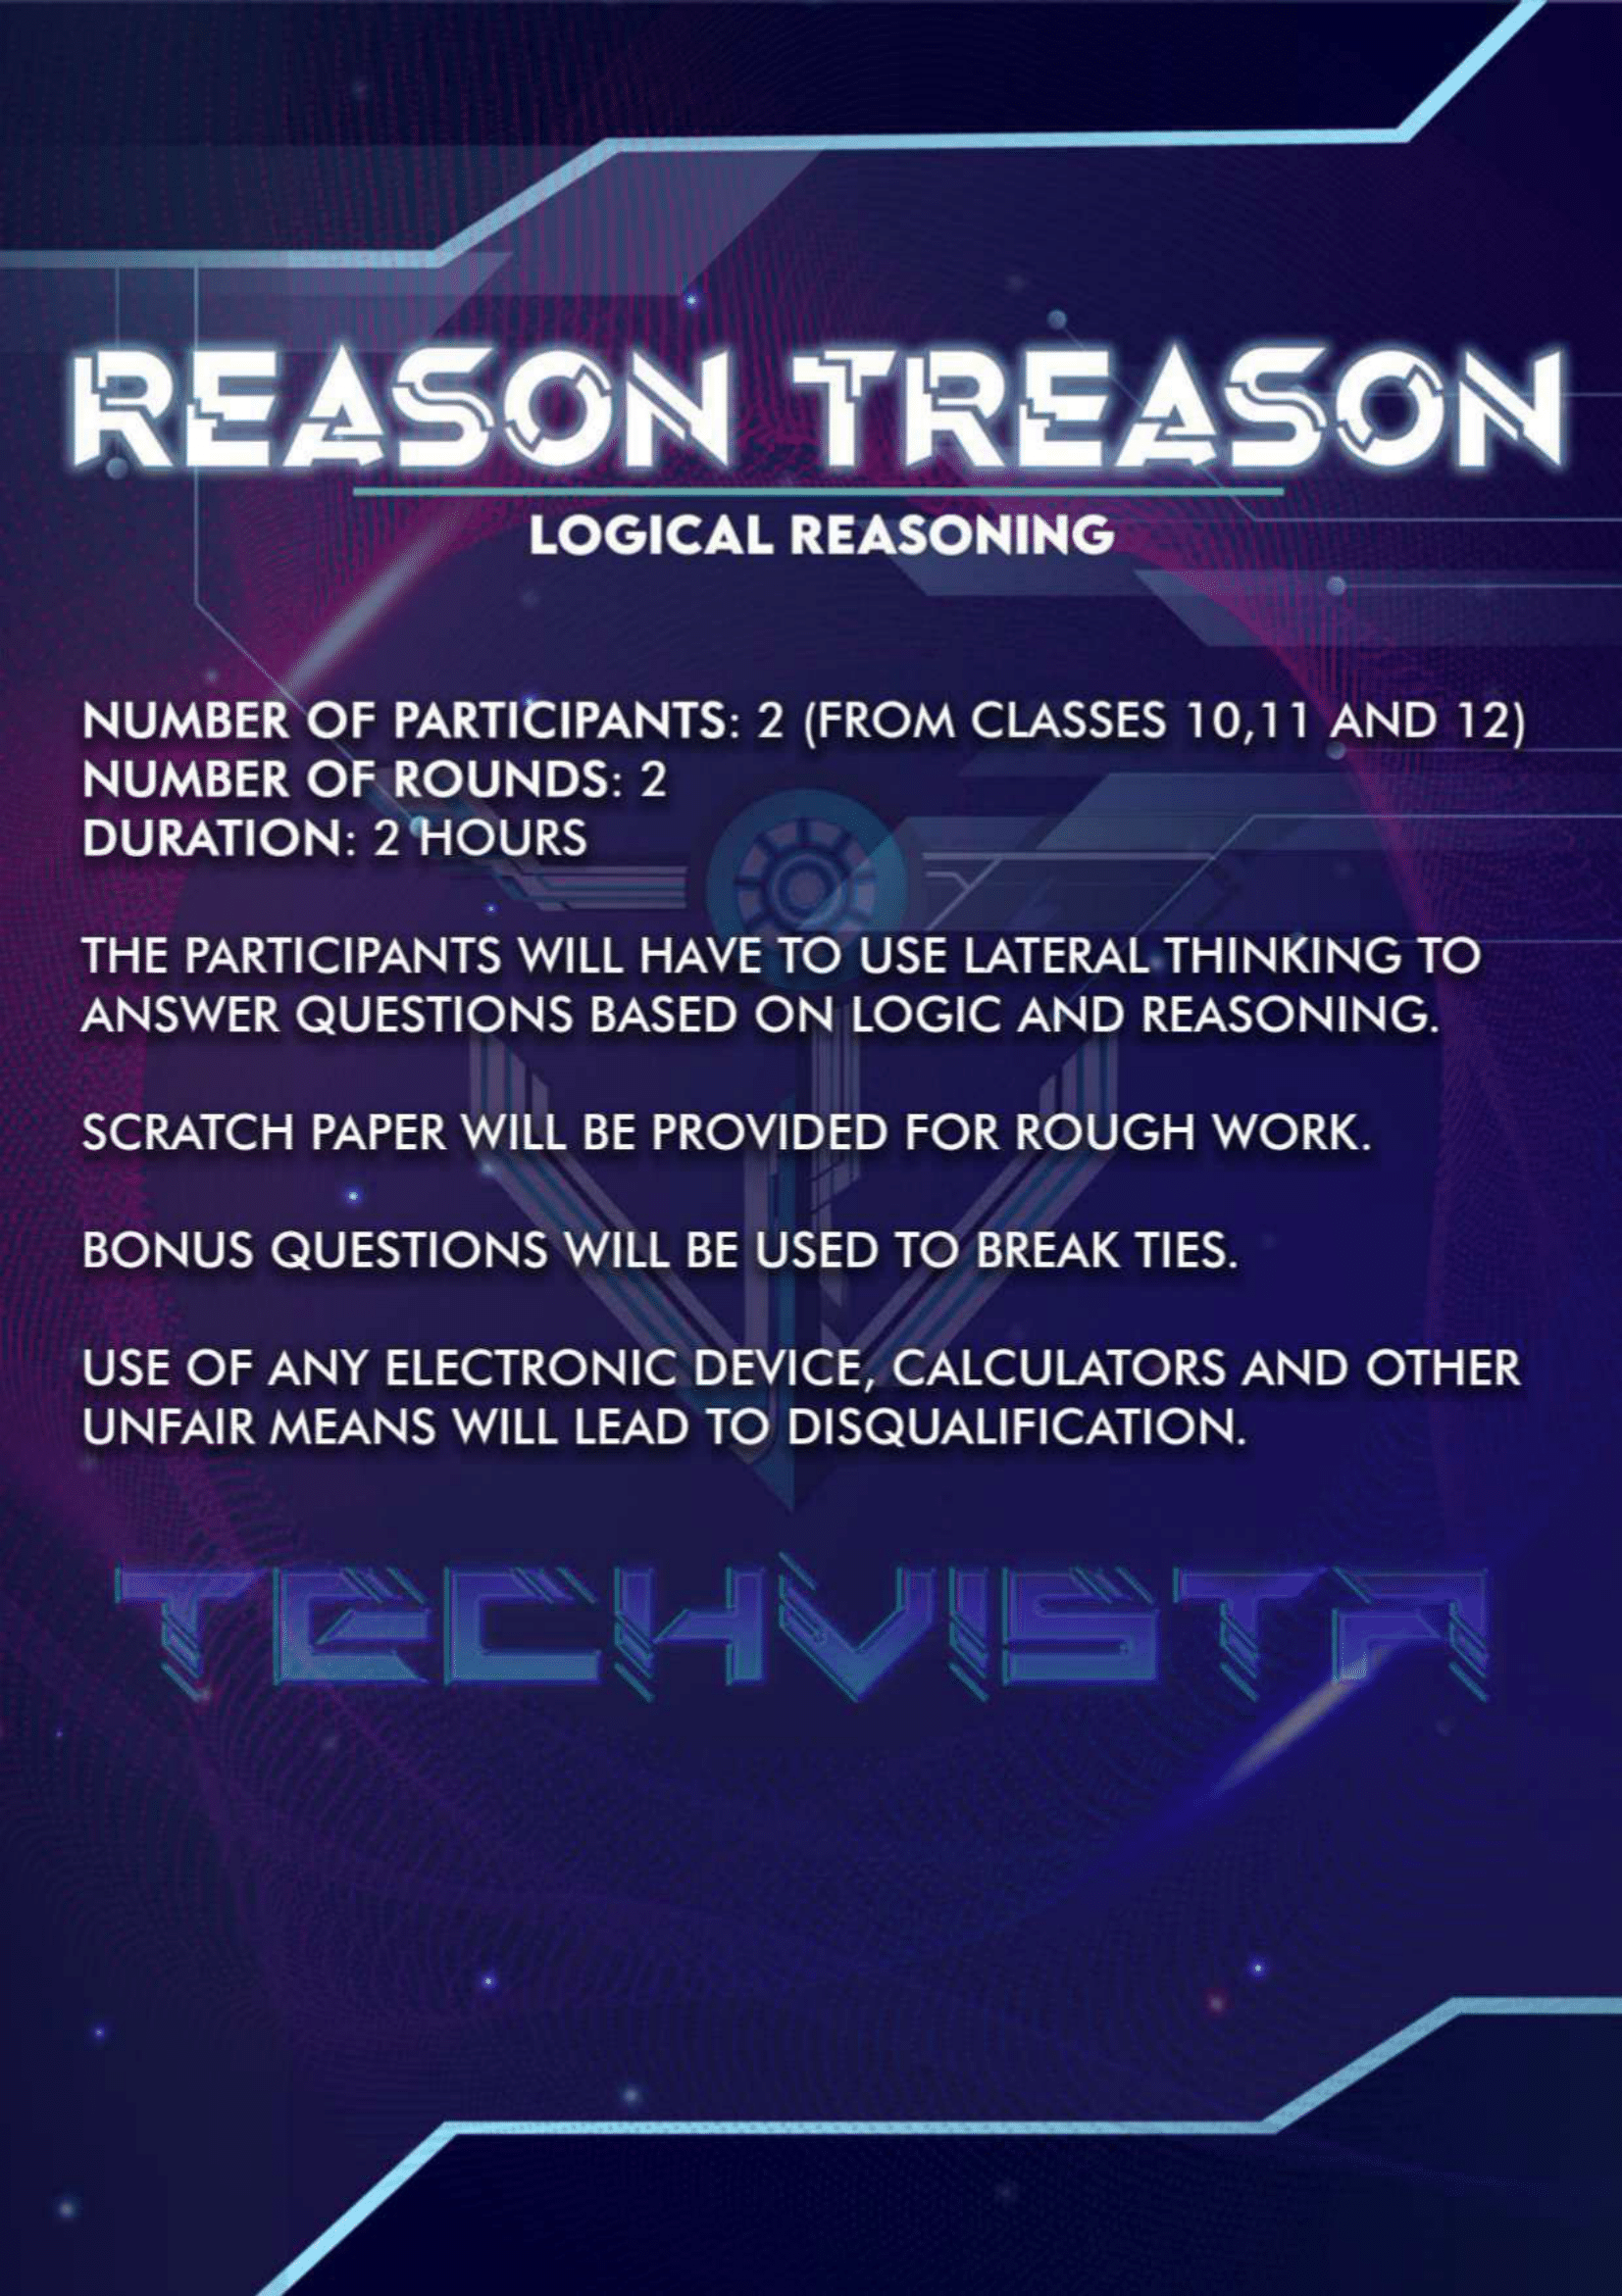 REASON TREASON
LOGICAL REASONING
NUMBER OF PARTICIPANTS: 2 (FROM CLASSES 10,11 AND 12)
NUMBER OF ROUNDS: 2
DURATION: 2 HOURS
THE PARTICIPANTS WILL HAVE TO USE LATERAL THINKING TO
ANSWER QUESTIONS BASED ON LOGIC AND REASONING.
SCRATCH PAPER WILL BE PROVIDED FOR ROUGH WORK.
BONUS QUESTIONS WILL BE USED TO BREAK TIES.
USE OF ANY ELECTRONIC DEVICE, CALCULATORS AND OTHER
UNFAIR MEANS WILL LEAD TO DISQUALIFICATION.
TECHVISTA